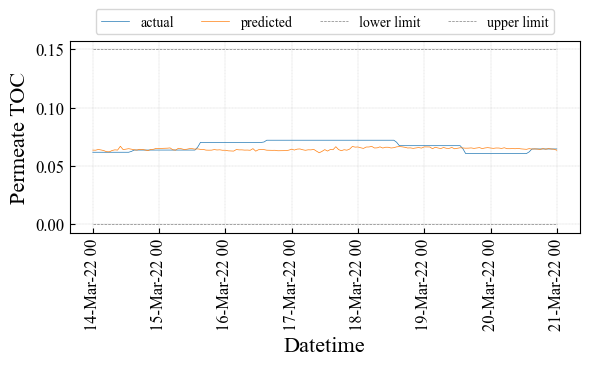 actual predicted lower limit upper limit
Permeate TOC
0.15
0.10
0.05
0.00
14-Mar-22 00
15-Mar-22 00
16-Mar-22 00
17-Mar-22 00
18-Mar-22 00
19-Mar-22 00
20-Mar-22 00
21-Mar-22 00
Datetime